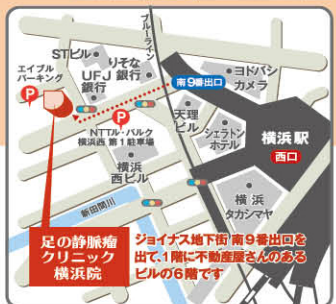 ブルーライン
STビル
りそな
銀行
UFJ
銀行
エイブル
パーキング
P
南9番出口
ヨドバシ
カメラ
P
NTTル・パルク
横浜西 第1駐車場
天理
ビル
シェラトン
ホテル
横浜駅
西口
横浜
西ビル
新田間川
横浜
タカシマヤ
足の静脈瘤
クリニック
横浜院
ジョイナス地下街 南9番出口を
出て、1階に不動産屋さんのある
ビルの6階です